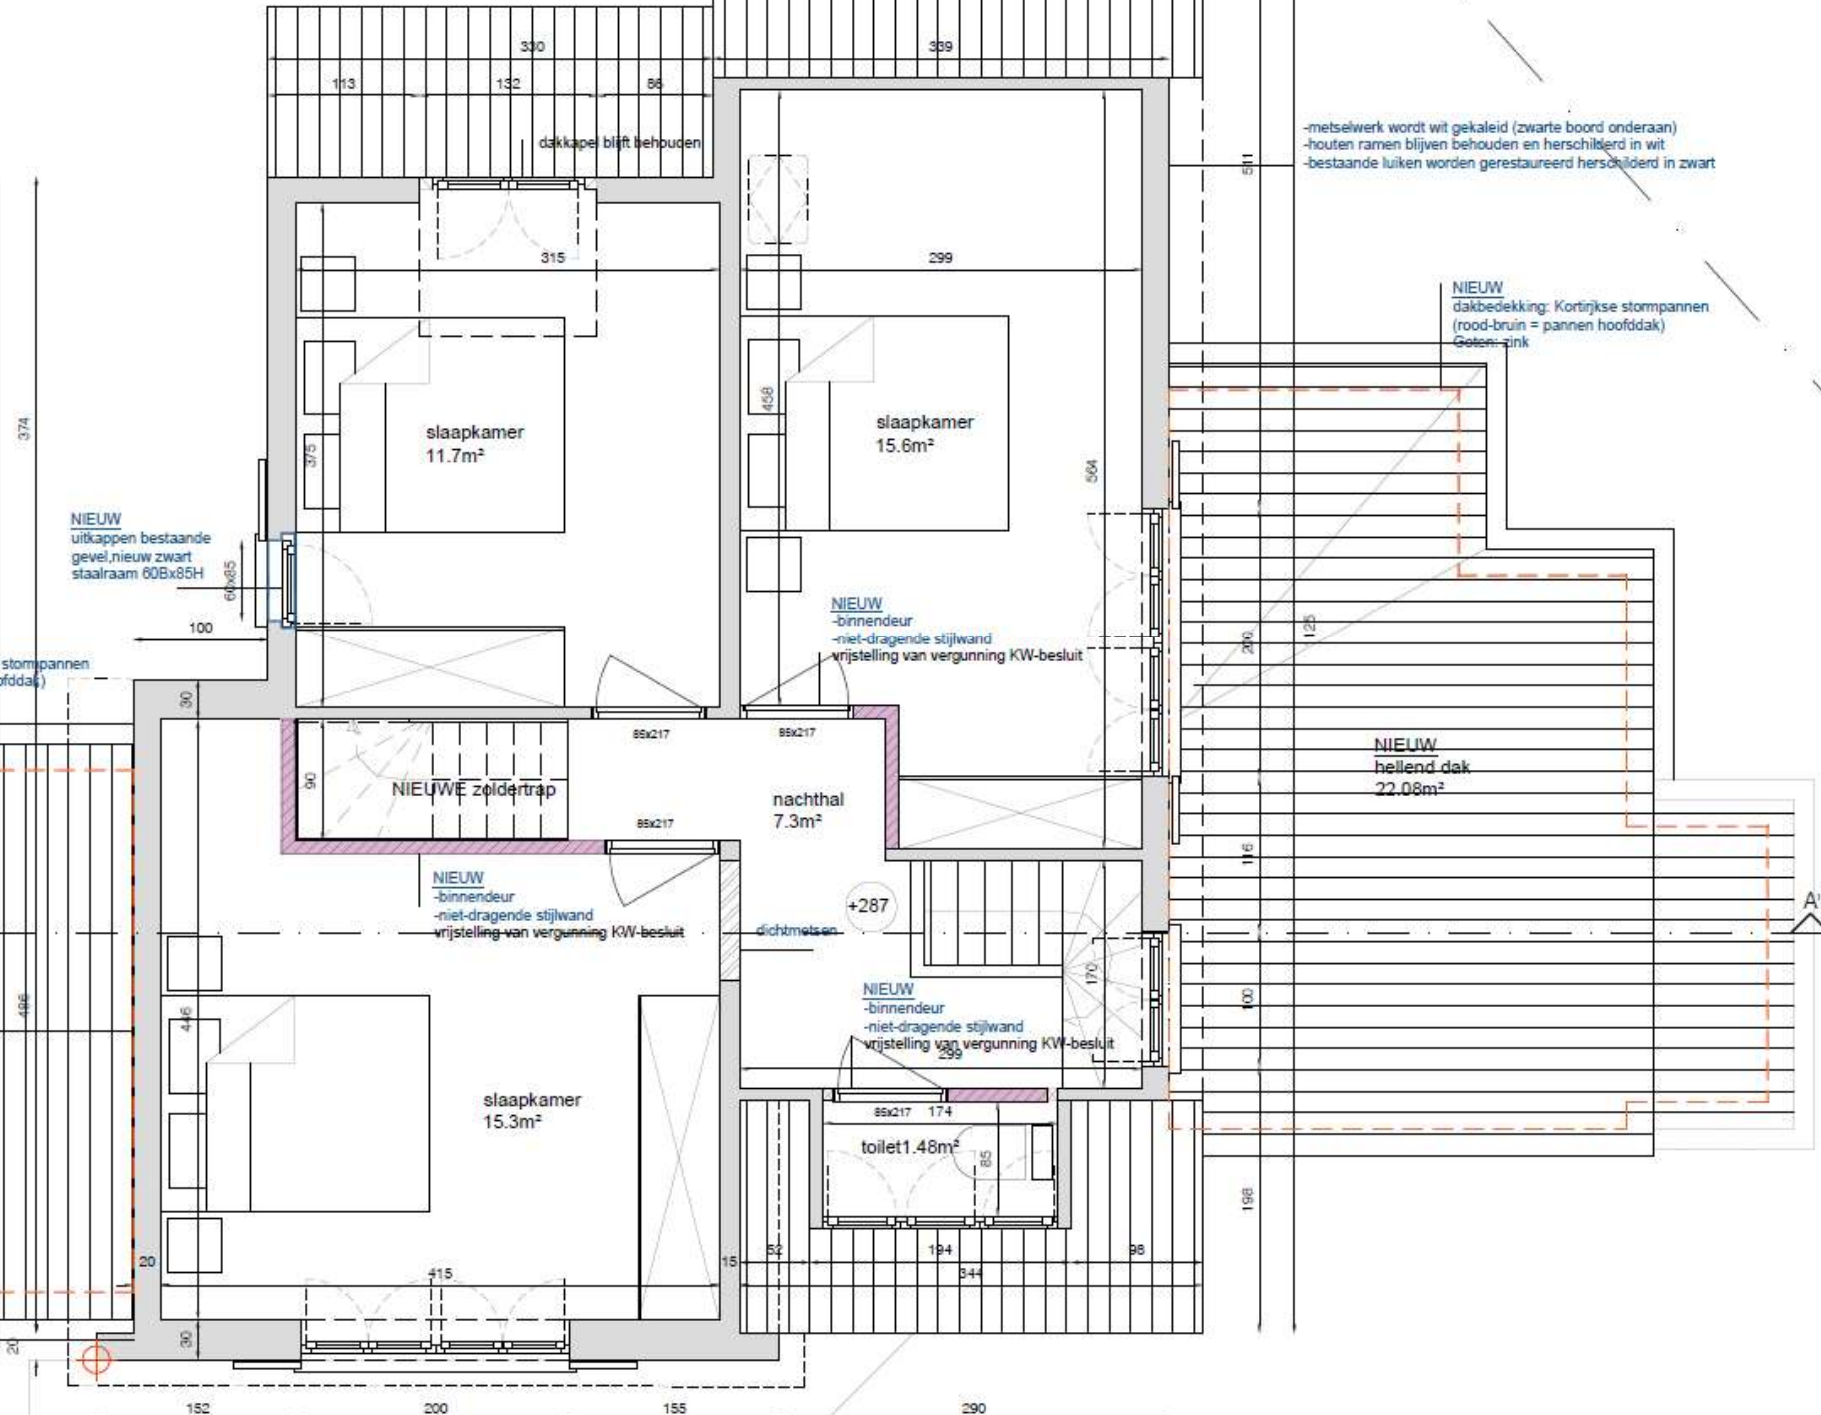 330
339
113
132
86
dakkapel blijft behouden
-metselwerk wordt wit gekaleid (zwarte boord onderaan)
-houten ramen blijven behouden en herschilderd in wit
-bestaande luiken worden gerestaureerd herschilderd in zwart
511
315
299
NIEUW
dakbedekking: Kortrijkse stormpannen
(rood-bruin = pannen hoofddak)
Goten: zink
374
slaapkamer
11.7m²
375
458
slaapkamer
15.6m²
564
NIEUW
uitkappen bestaande
gevel,nieuw zwart
staalraam 60Bx85H
60x85
100
NIEUW
-binnendeur
-niet-dragende stijlwand
vrijstelling van vergunning KW-besluit
200
125
stormpannen
ofddak)
30
85x217
85x217
90
NIEUWE zoldertrap
85x217
nachthal
7.3m²
NIEUW
hellend dak
22.08m²
116
NIEUW
-binnendeur
-niet-dragende stijlwand
vrijstelling van vergunning KW-besluit
+287
dichtmetsen
A'
170
486
446
100
NIEUW
-binnendeur
-niet-dragende stijlwand
vrijstelling van vergunning KW-besluit
299
slaapkamer
15.3m²
85x217
174
toilet1.48m²
85
198
20
415
15
52
194
98
344
30
20
152
200
155
290